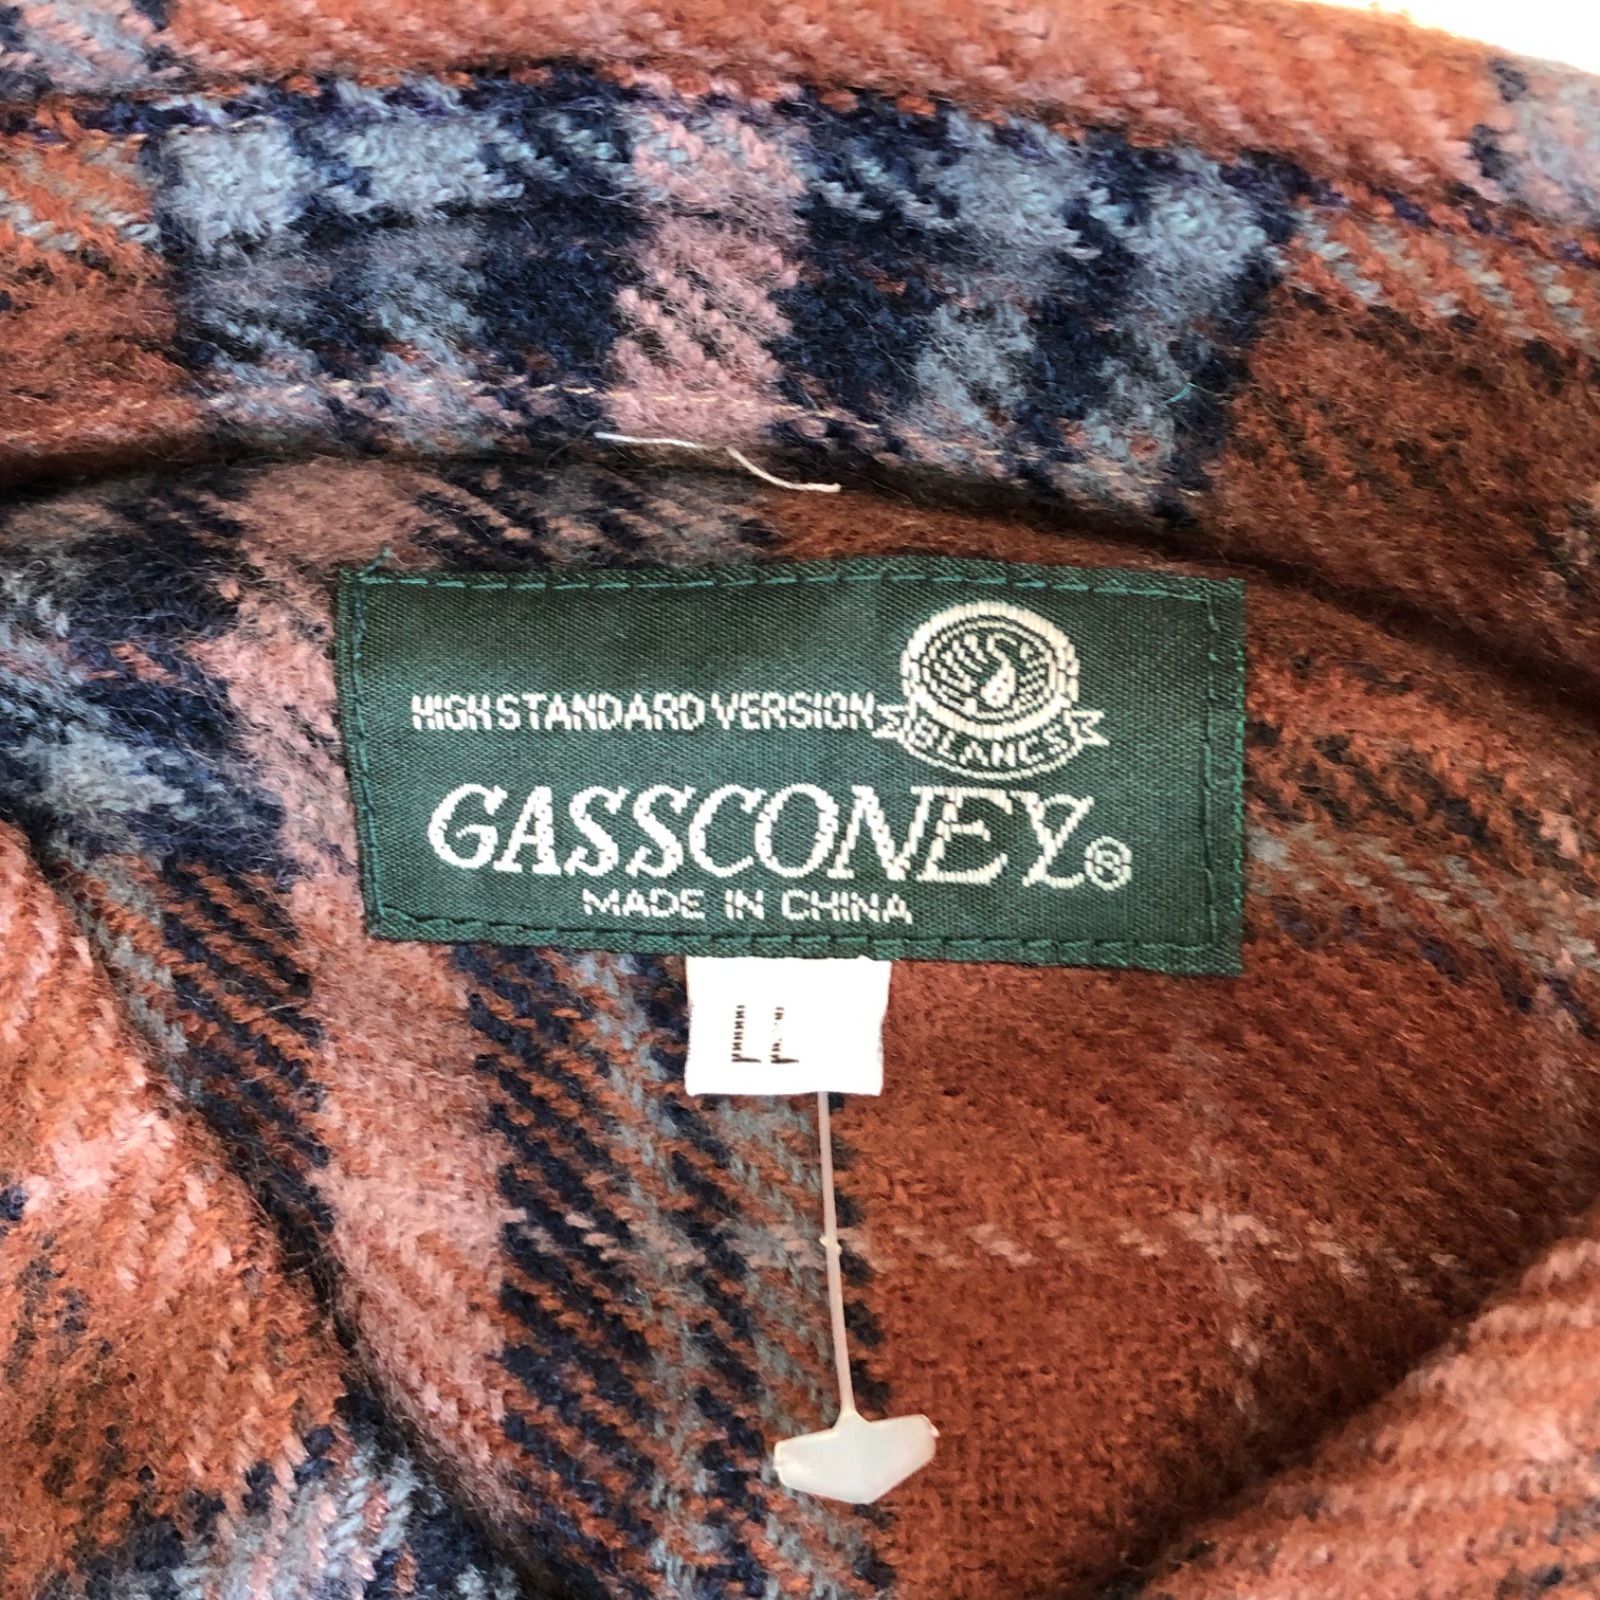 HIGH STANDARD VERSION
BLANCS
GASSCONEY®
MADE IN CHINA
LL